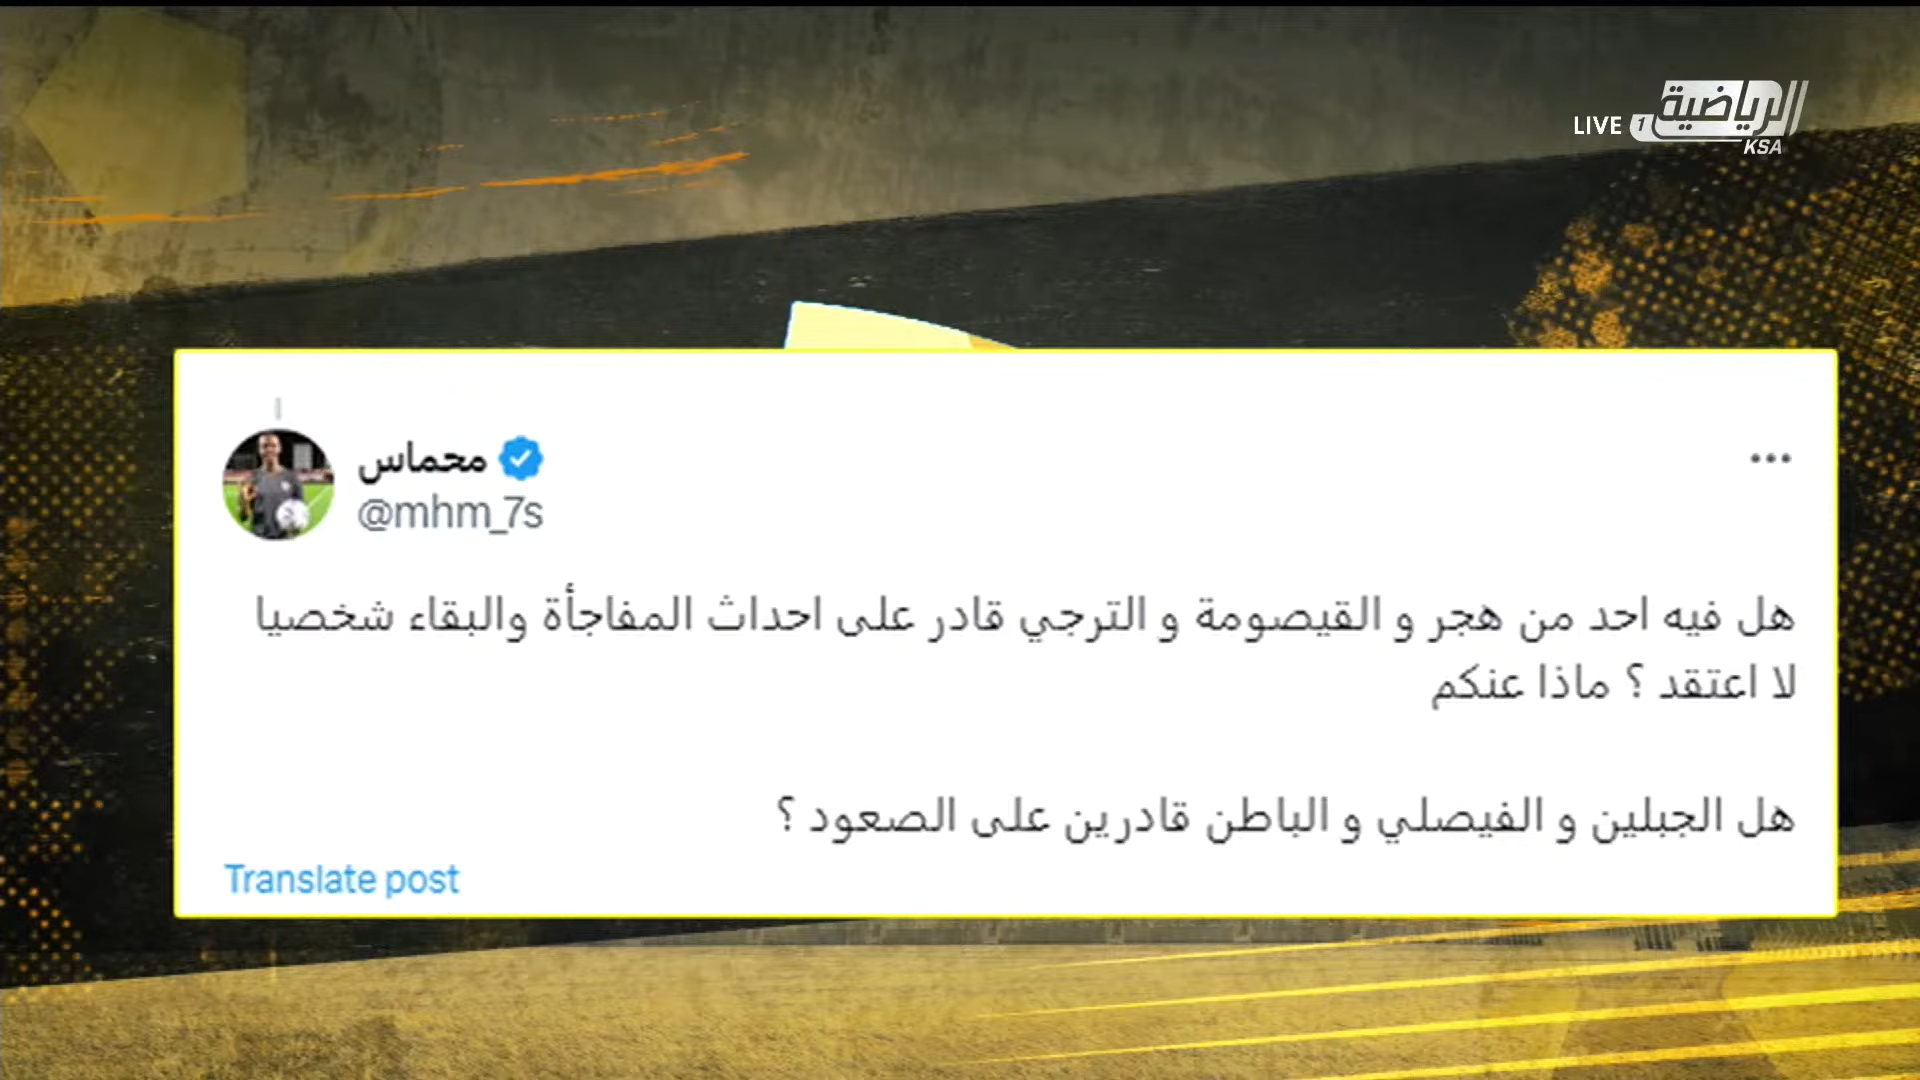 الرياضية
LIVE 1
KSA
محماس
@mhm_7s
هل فيه احد من هجر و القيصومة و الترجي قادر على احداث المفاجأة والبقاء شخصيا
لا اعتقد ؟ ماذا عنكم
هل الجبلين و الفيصلي و الباطن قادرين على الصعود ؟
Translate post